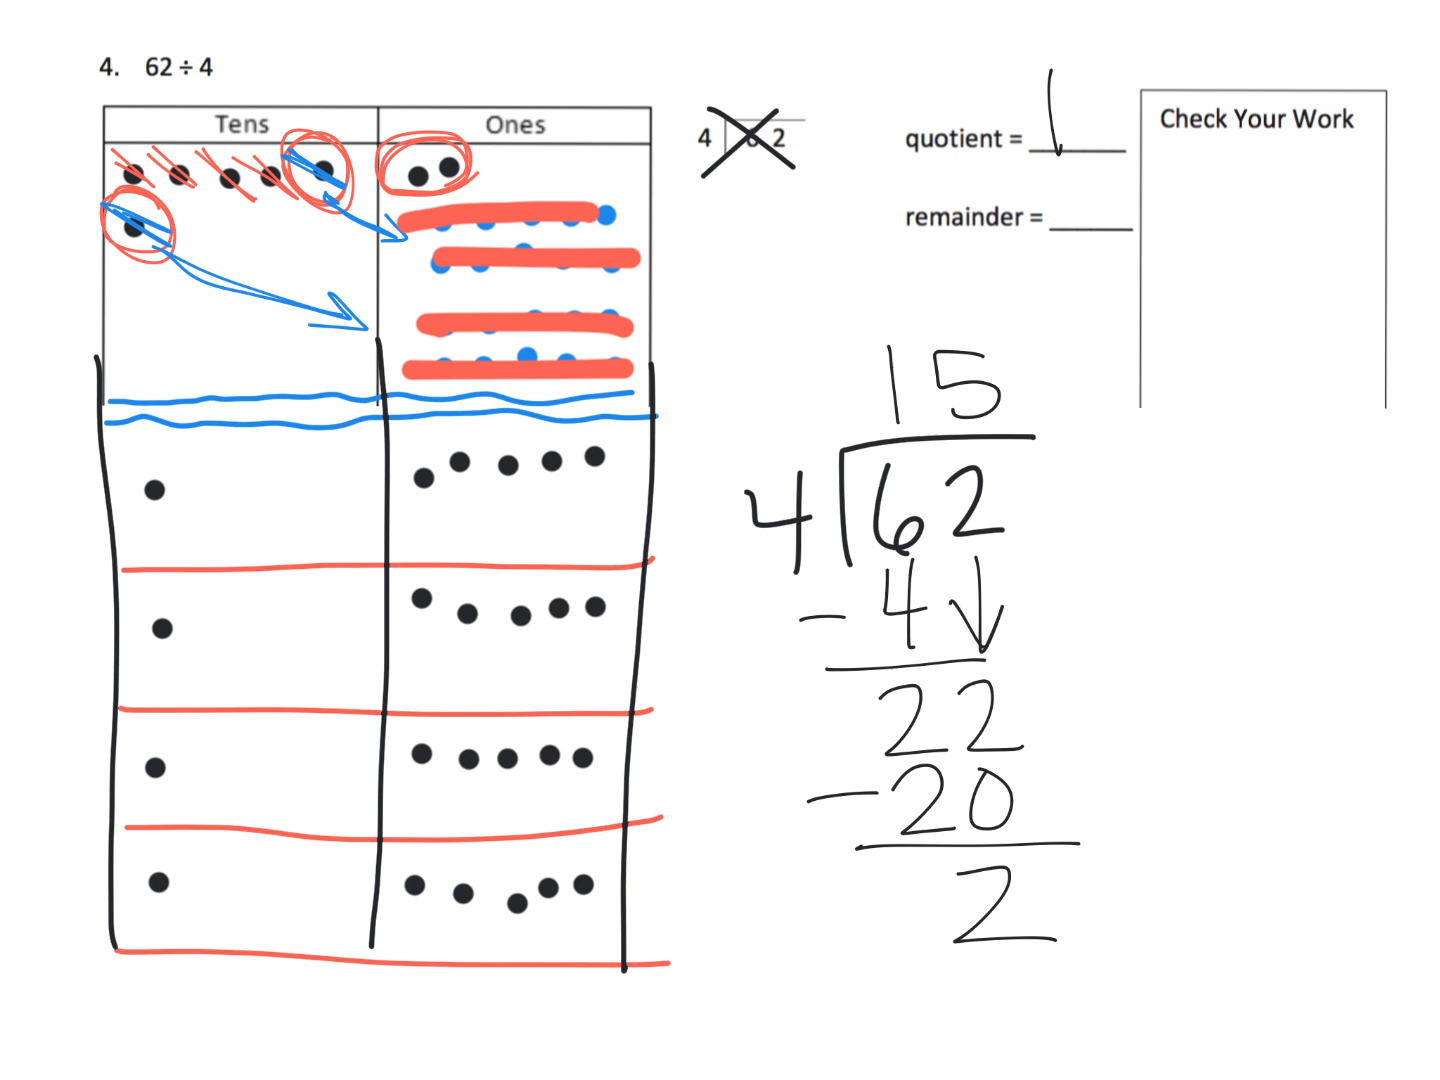 4. 62 ÷ 4
Tens Ones
4 62
quotient = 1
remainder = ______
Check Your Work
15
4 62
- 4
22
- 20
2